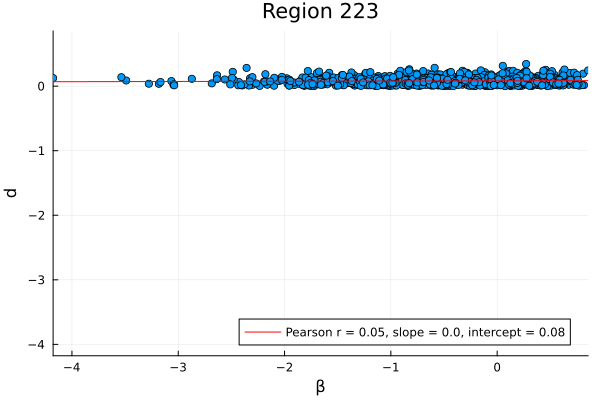 Region 223
d
0
−1
−2
−3
−4
−4
−3
−2
−1
0
β
Pearson r = 0.05, slope = 0.0, intercept = 0.08